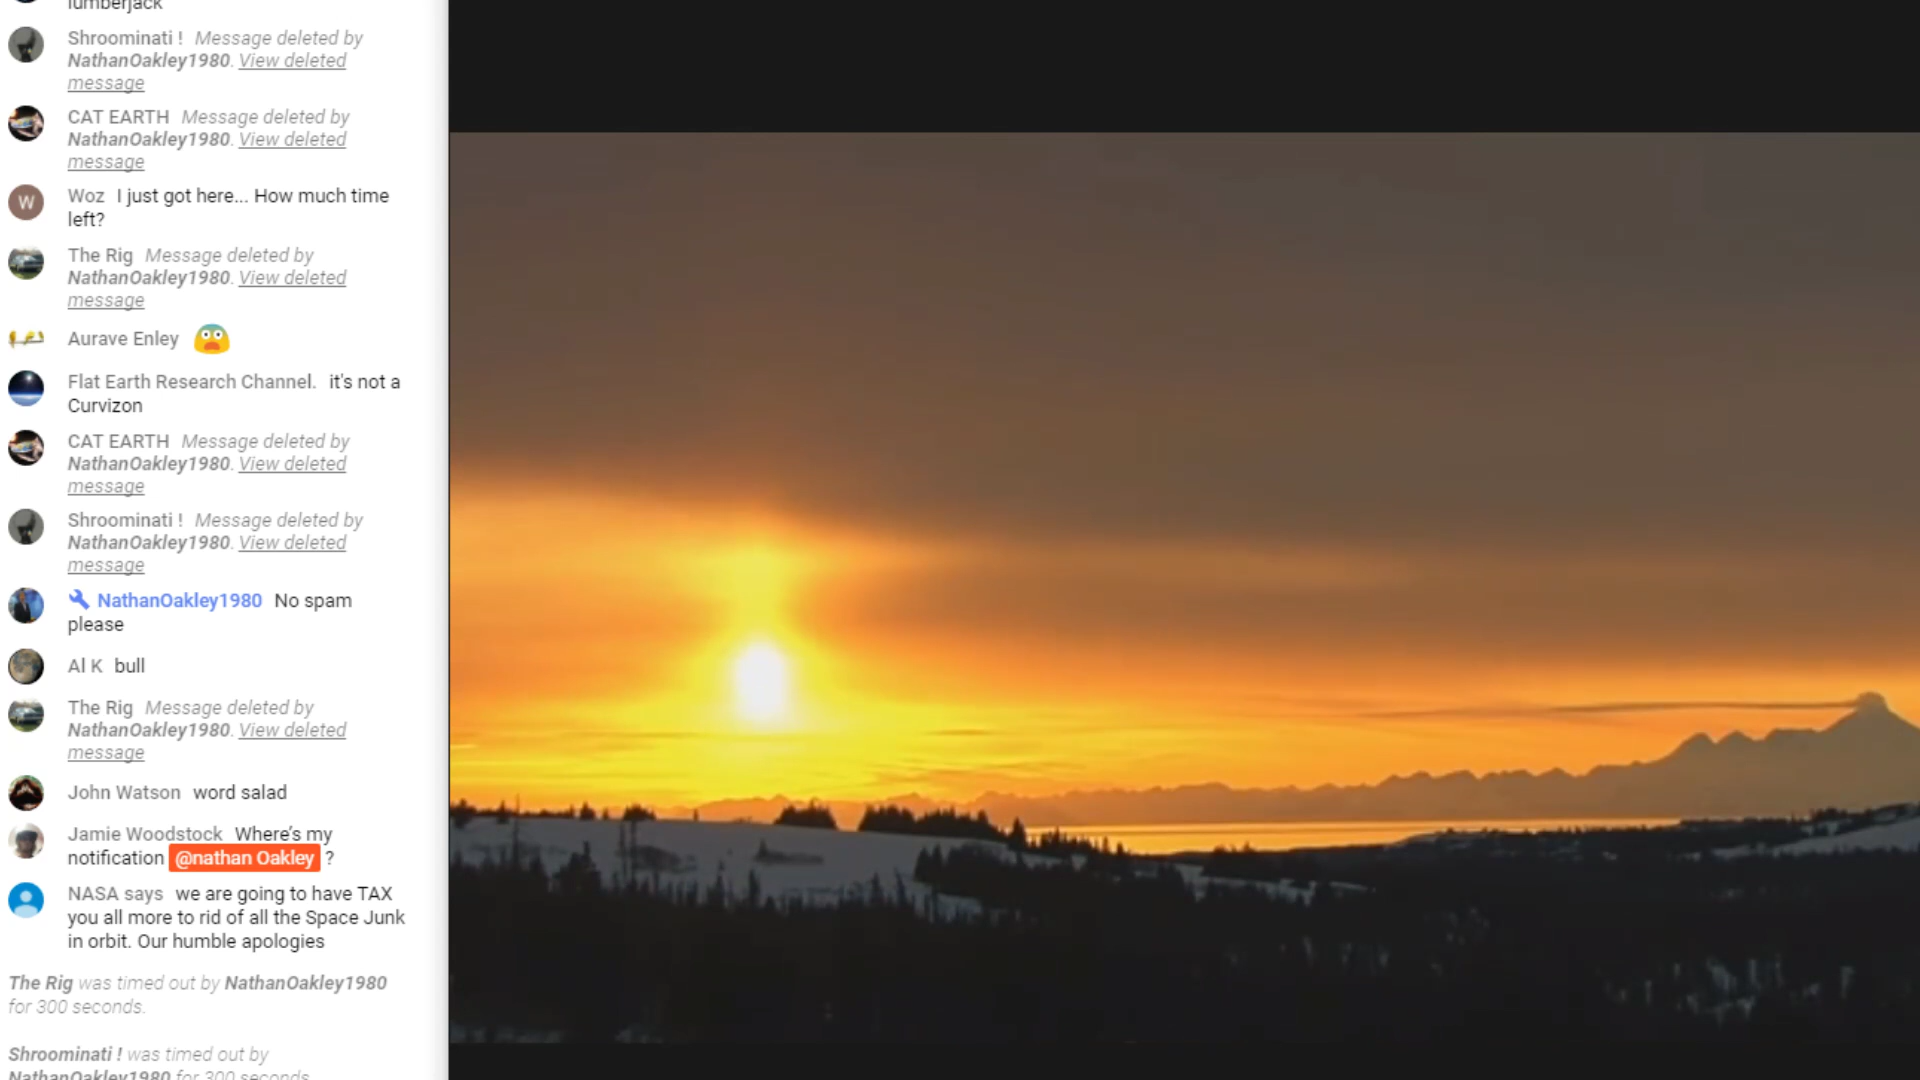 lumberjack
Shroominati ! Message deleted by
NathanOakley1980. View deleted
message
CAT EARTH Message deleted by
NathanOakley1980. View deleted
message
W
Woz I just got here... How much time
left?
The Rig Message deleted by
NathanOakley1980. View deleted
message
Aurave Enley
Flat Earth Research Channel. it's not a
Curvizon
CAT EARTH Message deleted by
NathanOakley1980. View deleted
message
Shroominati ! Message deleted by
NathanOakley1980. View deleted
message
NathanOakley1980 No spam
please
Al K bull
The Rig Message deleted by
NathanOakley1980. View deleted
message
John Watson word salad
Jamie Woodstock Where's my
notification @nathan Oakley ?
NASA says we are going to have TAX
you all more to rid of all the Space Junk
in orbit. Our humble apologies
The Rig was timed out by NathanOakley1980
for 300 seconds.
Shroominati ! was timed out by
NathanOakley1980 for 300 seconds